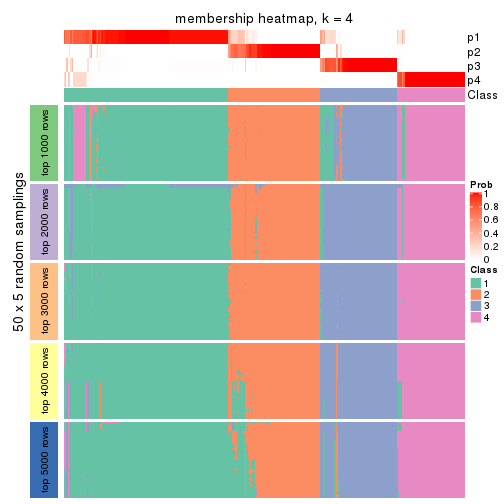 membership heatmap, k = 4
p1
p2
p3
p4
Class
50 x 5 random samplings
top 1000 rows
top 2000 rows
top 3000 rows
top 4000 rows
top 5000 rows
Prob
1
0.8
0.6
0.4
0.2
0
Class
1
2
3
4